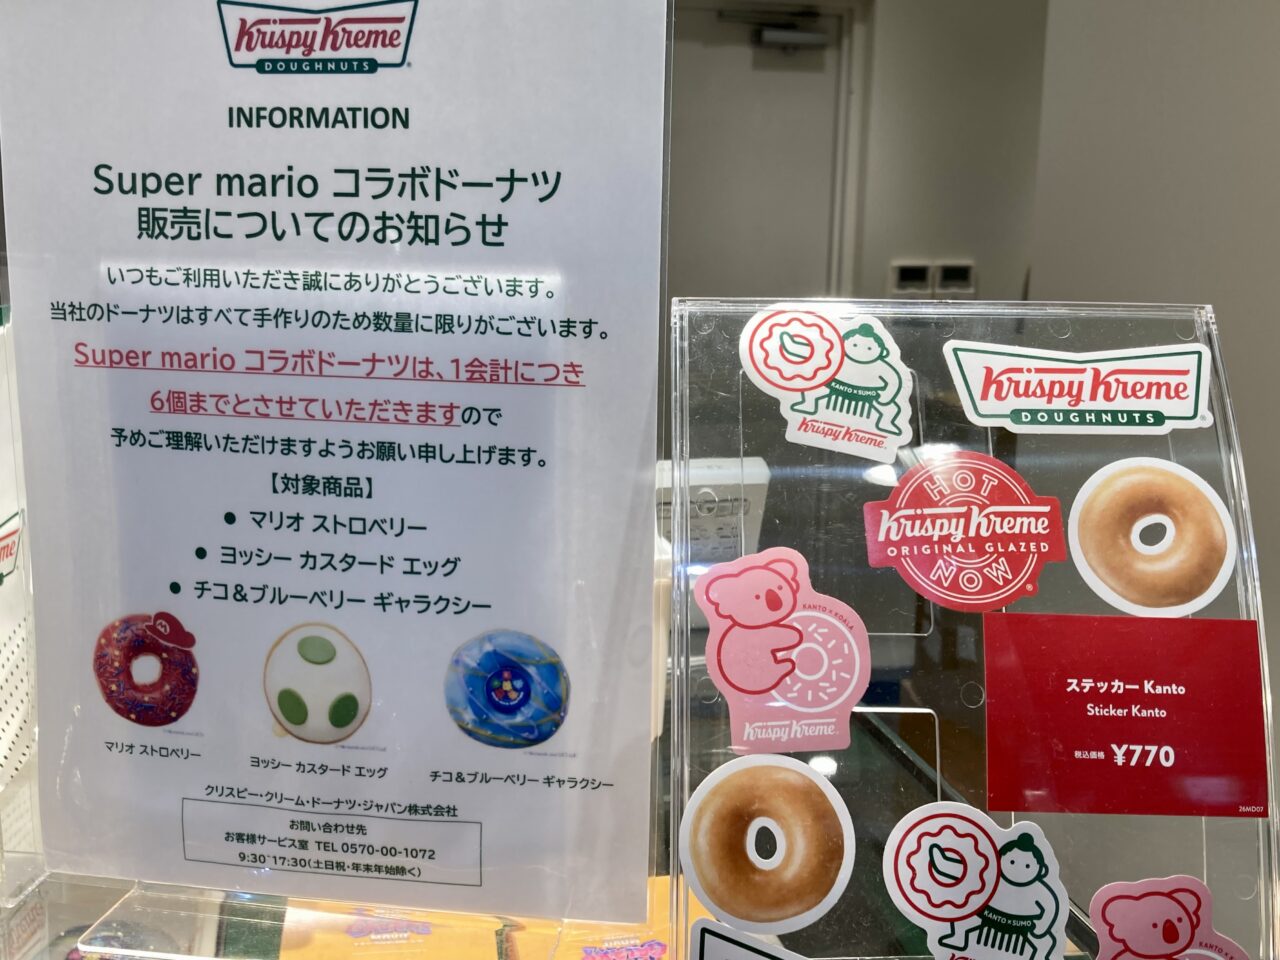 Krispy Kreme
DOUGHNUTS
INFORMATION
Super mario コラボドーナツ
販売についてのお知らせ
いつもご利用いただき誠にありがとうございます。
当社のドーナツはすべて手作りのため数量に限りがございます。
Super mario コラボドーナツは、1会計につき
6個までとさせていただきますので
予めご理解いただけますようお願い申し上げます。
【対象商品】
● マリオ ストロベリー
● ヨッシー カスタード エッグ
● チコ&ブルーベリー ギャラクシー
マリオ ストロベリー
ヨッシー カスタード エッグ
チコ&ブルーベリー ギャラクシー
クリスピー・クリーム・ドーナツ・ジャパン株式会社
お問い合わせ先
お客様サービス室 TEL 0570-00-1072
9:30~17:30(土日祝・年末年始除く)
KANTO×SUMO
Krispy Kreme
Krispy Kreme
DOUGHNUTS
HOT
Krispy Kreme
ORIGINAL GLAZED
NOW
KANTO×KOALA
Krispy Kreme
ステッカー Kanto
Sticker Kanto
税込価格 ¥770
26MD07
KANTO×SUMO